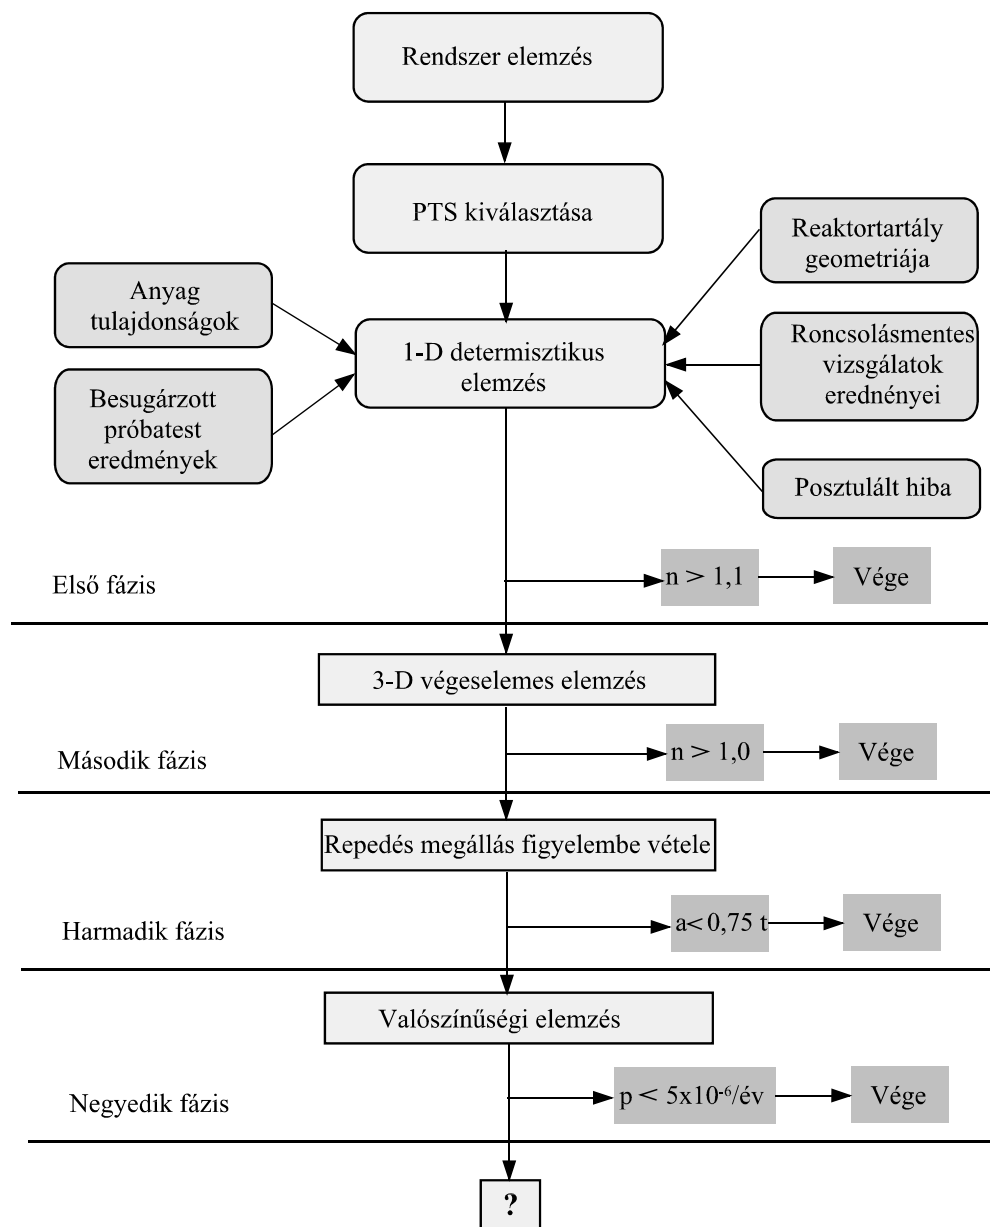 Rendszer elemzés
PTS kiválasztása
Reaktortartály
geometriája
Anyag
tulajdonságok
1-D determisztikus
elemzés
Roncsolásmentes
vizsgálatok
erednényei
Besugárzott
próbatest
eredmények
Posztulált hiba
Első fázis
n > 1,1
Vége
3-D végeselemes elemzés
Második fázis
n > 1,0
Vége
Repedés megállás figyelembe vétele
Harmadik fázis
a< 0,75 t
Vége
Valószínűségi elemzés
Negyedik fázis
p < 5x10⁻⁶/év
Vége
?